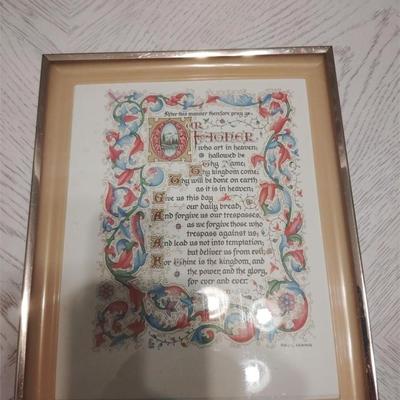 After this manner therefore pray ye:
OUR
FATHER
who art in heaven;
hallowed be
Thy Name;
Thy kingdom come;
Thy will be done on earth
as it is in heaven;
Give us this day
our daily bread;
And forgive us our trespasses,
as we forgive those who
trespass against us;
And lead us not into temptation;
but deliver us from evil;
For Thine is the kingdom, and
the power, and the glory,
for ever and ever.